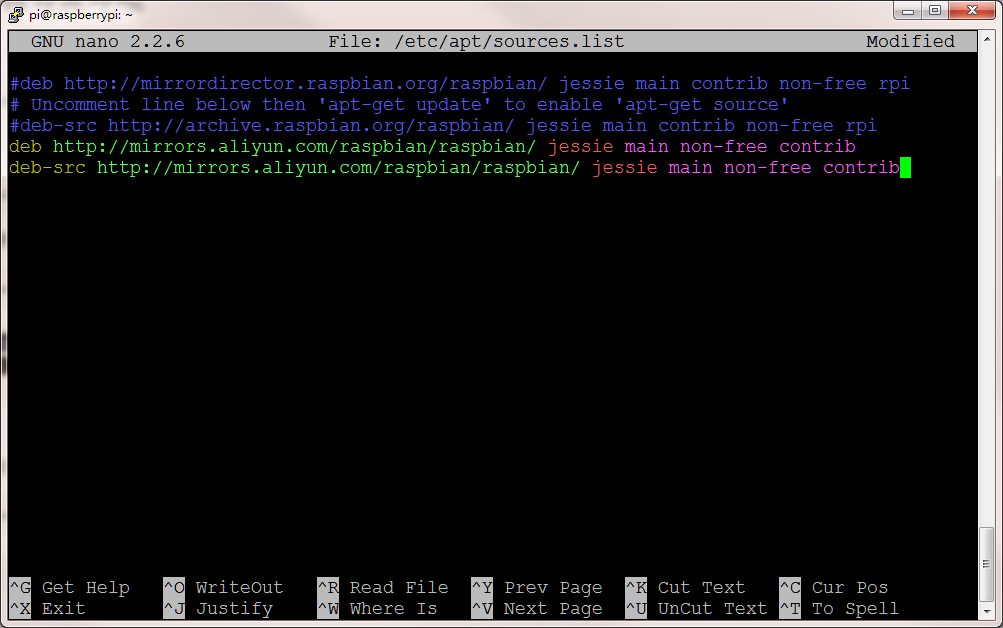 pi@raspberrypi: ~
GNU nano 2.2.6 File: /etc/apt/sources.list Modified
#deb http://mirrordirector.raspbian.org/raspbian/ jessie main contrib non-free rpi
# Uncomment line below then 'apt-get update' to enable 'apt-get source'
#deb-src http://archive.raspbian.org/raspbian/ jessie main contrib non-free rpi
deb http://mirrors.aliyun.com/raspbian/raspbian/ jessie main non-free contrib
deb-src http://mirrors.aliyun.com/raspbian/raspbian/ jessie main non-free contrib
^G Get Help ^O WriteOut ^R Read File ^Y Prev Page ^K Cut Text ^C Cur Pos
^X Exit ^J Justify ^W Where Is ^V Next Page ^U UnCut Text ^T To Spell